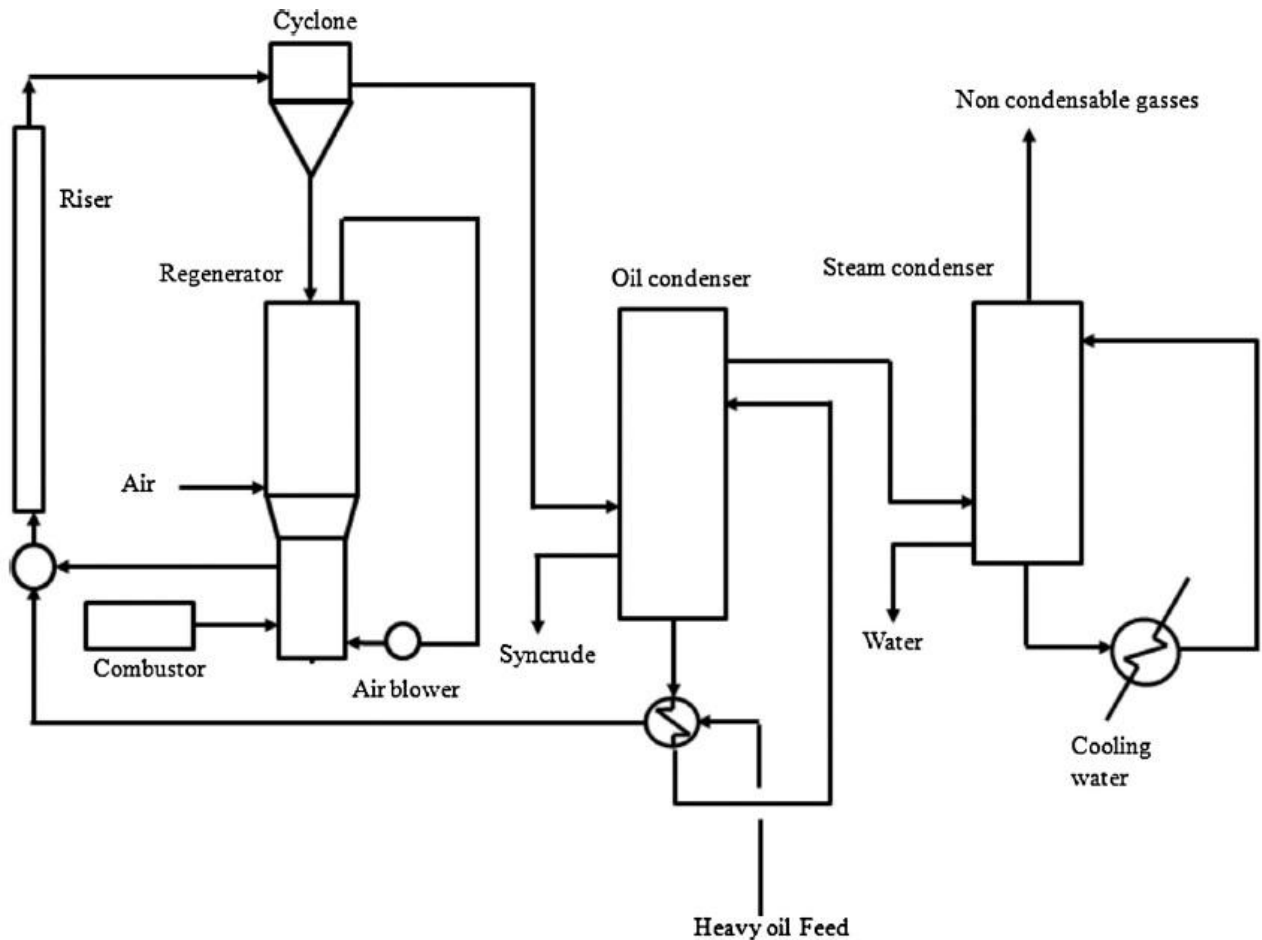 Cyclone
Non condensable gasses
Riser
Regenerator
Oil condenser
Steam condenser
Air
Combustor
Air blower
Syncrude
Water
Cooling
water
Heavy oil Feed